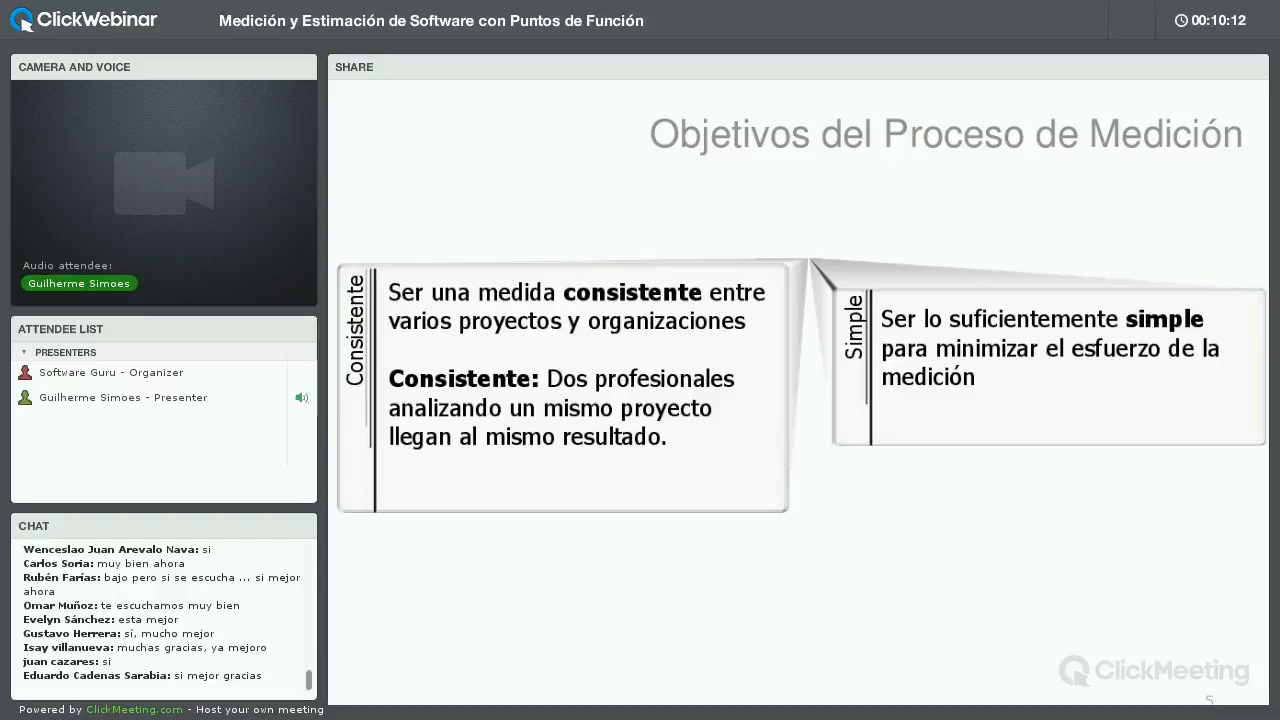 ClickWebinar
Medición y Estimación de Software con Puntos de Función
00:10:12
CAMERA AND VOICE
Audio attendee:
Guilherme Simoes
ATTENDEE LIST
PRESENTERS
Software Guru - Organizer
Guilherme Simoes - Presenter
CHAT
Wenceslao Juan Arevalo Nava: si
Carlos Soria: muy bien ahora
Rubén Farías: bajo pero si se escucha ... si mejor
ahora
Omar Muñoz: te escuchamos muy bien
Evelyn Sánchez: esta mejor
Gustavo Herrera: sí, mucho mejor
Isay villanueva: muchas gracias, ya mejoro
juan cazares: si
Eduardo Cadenas Sarabia: si mejor gracias
SHARE
Objetivos del Proceso de Medición
Consistente
Ser una medida consistente entre
varios proyectos y organizaciones
Consistente: Dos profesionales
analizando un mismo proyecto
llegan al mismo resultado.
Simple
Ser lo suficientemente simple
para minimizar el esfuerzo de la
medición
ClickMeeting
5
Powered by ClickMeeting.com - Host your own meeting